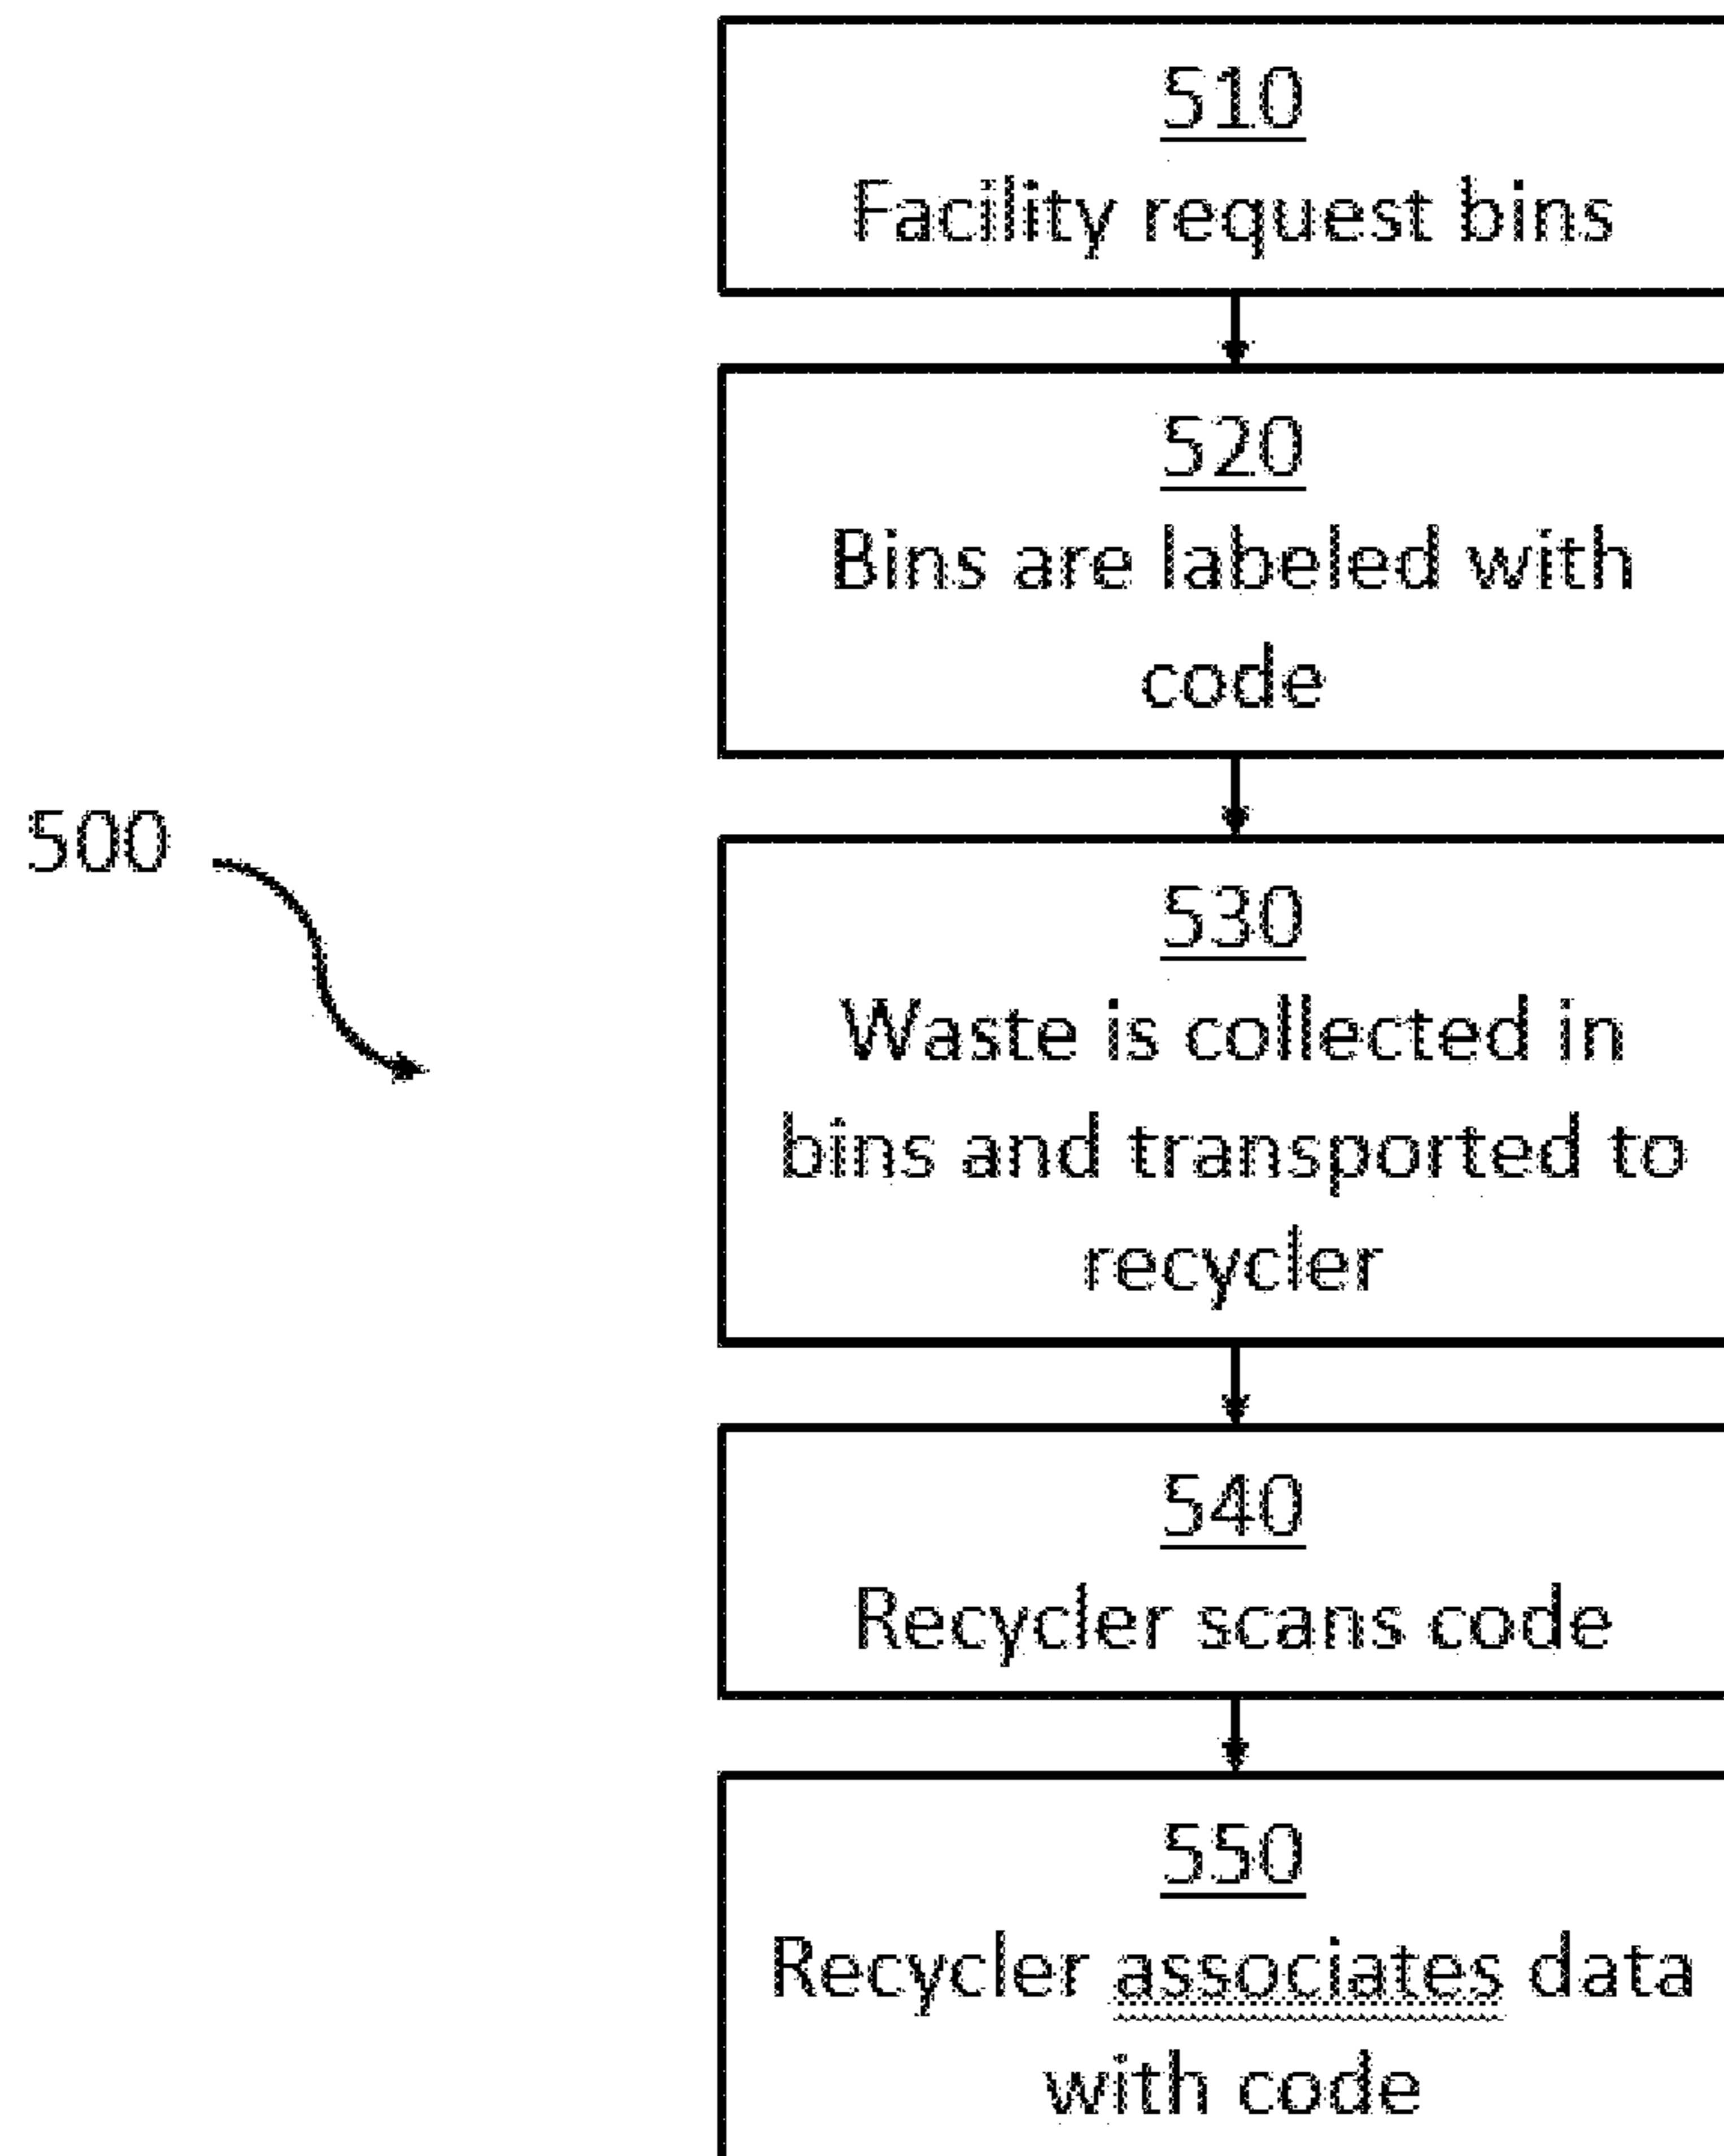 510
Facility request bins
520
Bins are labeled with
code
500
530
Waste is collected in
bins and transported to
recycler
540
Recycler scans code
550
Recycler associates data
with code